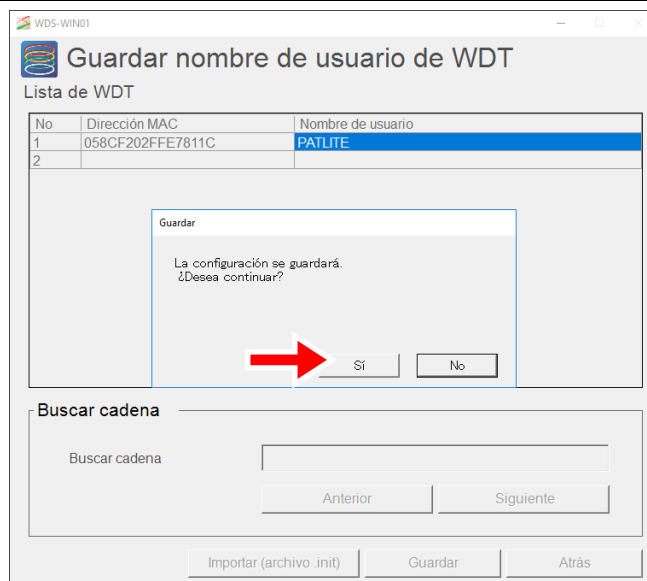 WDS-WIN01
Guardar nombre de usuario de WDT
Lista de WDT
No Dirección MAC Nombre de usuario
1 058CF202FFE7811C PATLITE
2
Guardar
La configuración se guardará.
¿Desea continuar?
Sí No
Buscar cadena
Buscar cadena
Anterior Siguiente
Importar (archivo .init) Guardar Atrás